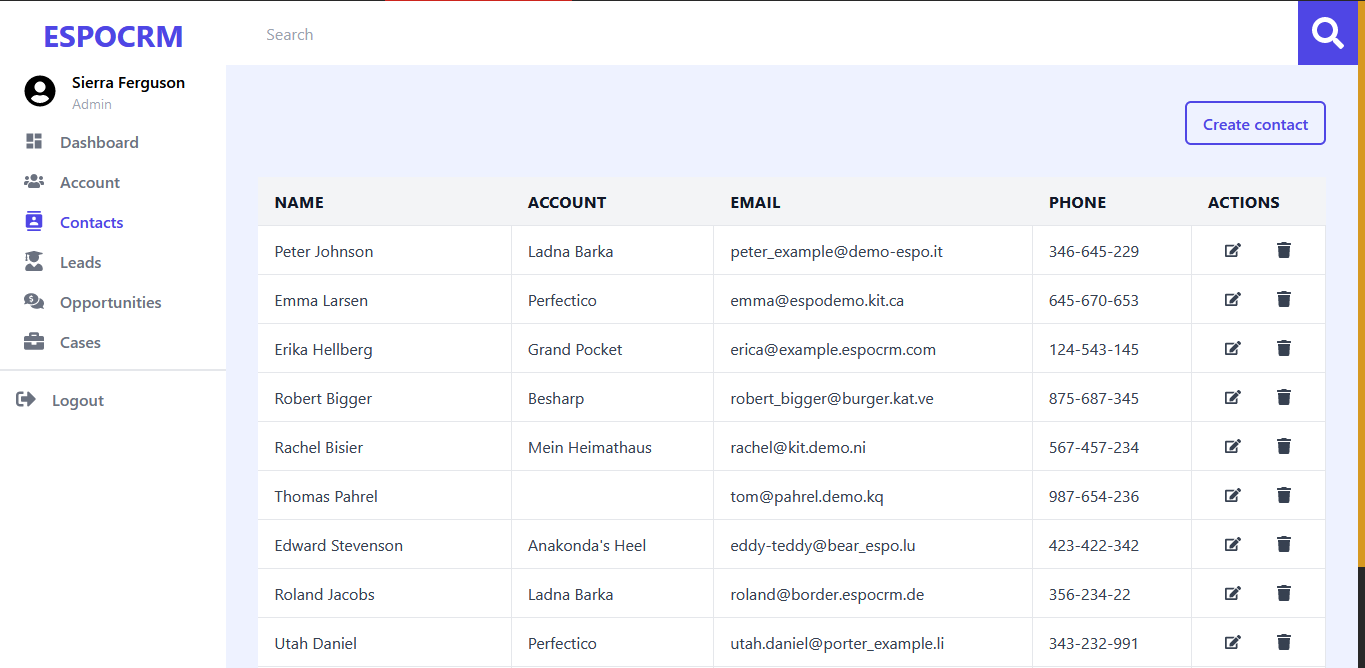 ESPOCRM
Search
Sierra Ferguson
Admin
Dashboard
Account
Contacts
Leads
Opportunities
Cases
Logout
Create contact
NAME ACCOUNT EMAIL PHONE ACTIONS
Peter Johnson Ladna Barka peter_example@demo-espo.it 346-645-229
Emma Larsen Perfectico emma@espodemo.kit.ca 645-670-653
Erika Hellberg Grand Pocket erica@example.espocrm.com 124-543-145
Robert Bigger Besharp robert_bigger@burger.kat.ve 875-687-345
Rachel Bisier Mein Heimathaus rachel@kit.demo.ni 567-457-234
Thomas Pahrel tom@pahrel.demo.kq 987-654-236
Edward Stevenson Anakonda's Heel eddy-teddy@bear_espo.lu 423-422-342
Roland Jacobs Ladna Barka roland@border.espocrm.de 356-234-22
Utah Daniel Perfectico utah.daniel@porter_example.li 343-232-991